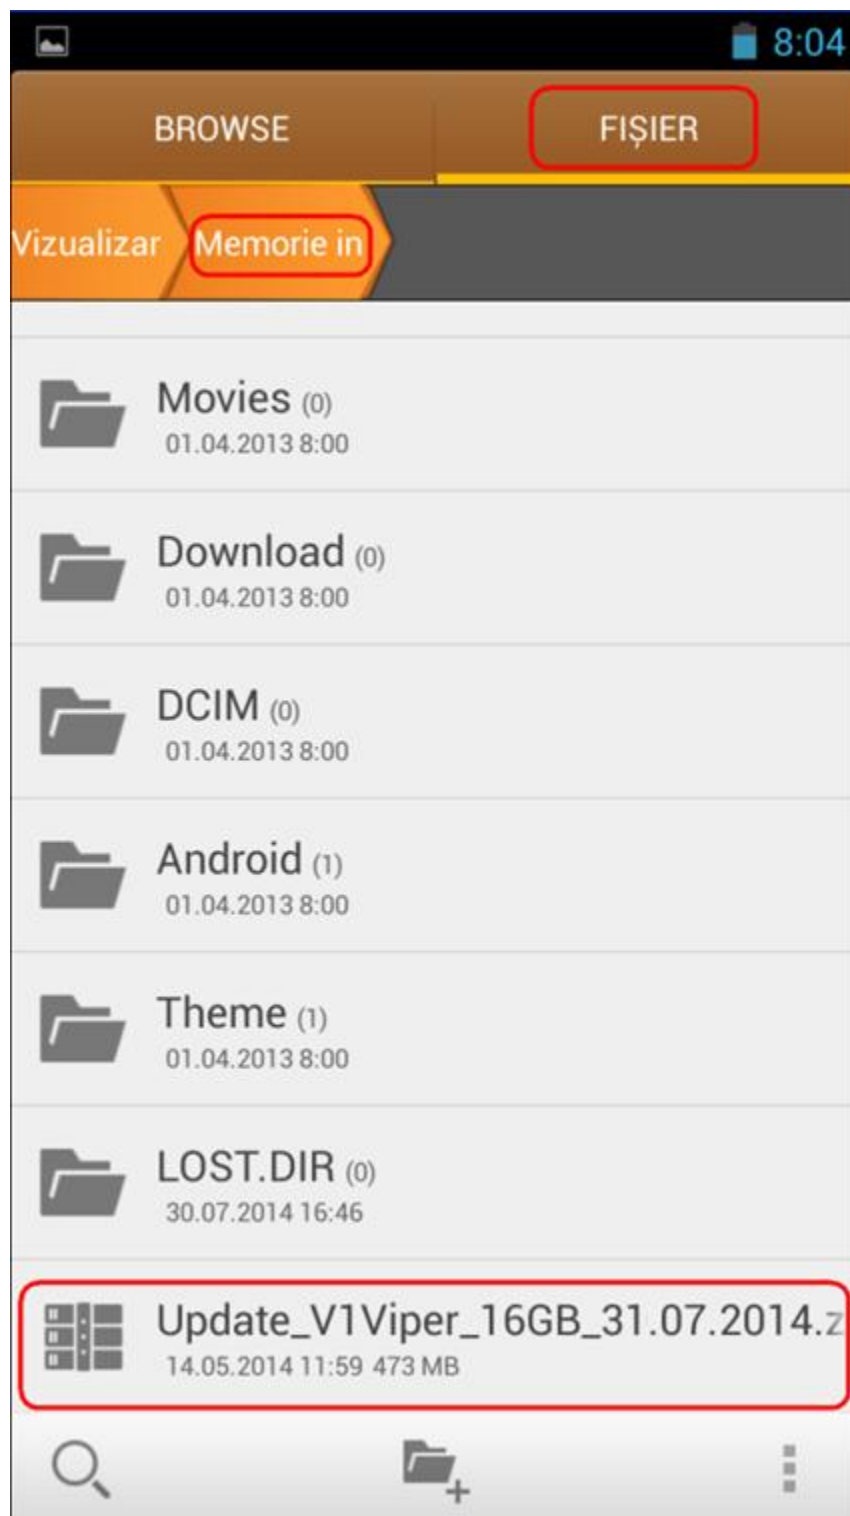 8:04
BROWSE
FIȘIER
Vizualizar
Memorie in
Movies (0)
01.04.2013 8:00
Download (0)
01.04.2013 8:00
DCIM (0)
01.04.2013 8:00
Android (1)
01.04.2013 8:00
Theme (1)
01.04.2013 8:00
LOST.DIR (0)
30.07.2014 16:46
Update_V1Viper_16GB_31.07.2014.z
14.05.2014 11:59 473 MB